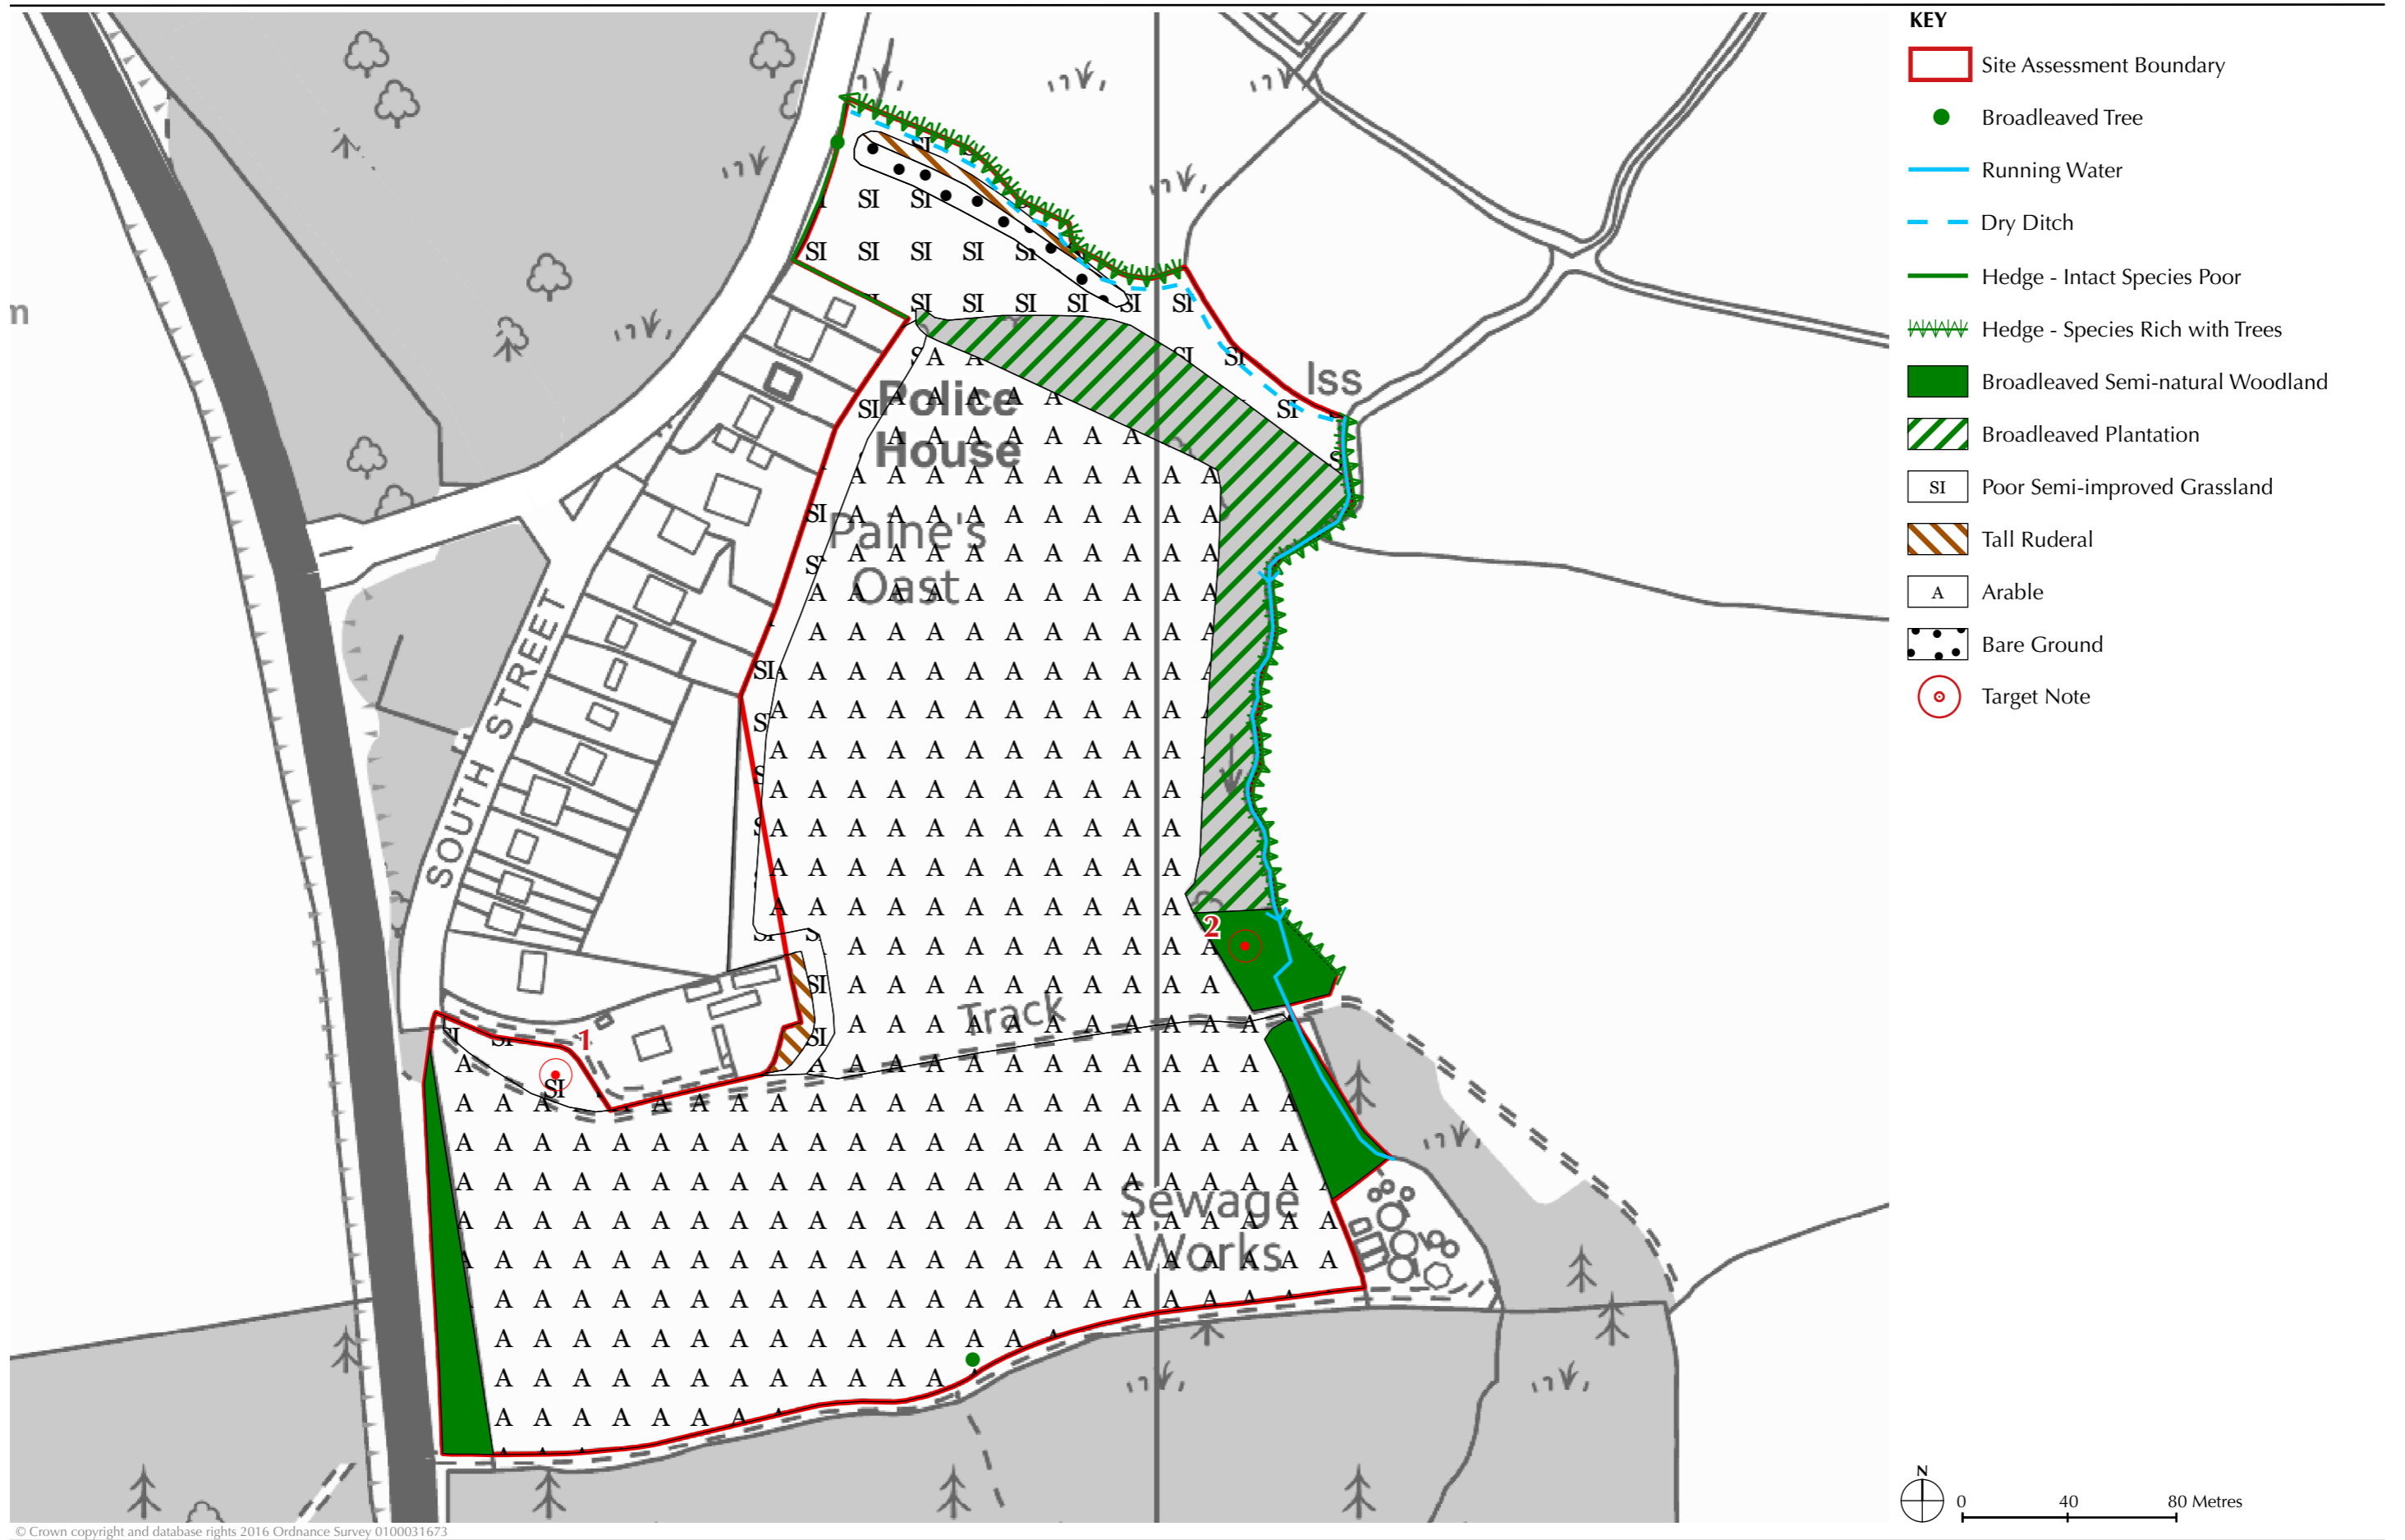 KEY
Site Assessment Boundary
Broadleaved Tree
Running Water
Dry Ditch
Hedge - Intact Species Poor
Hedge - Species Rich with Trees
Broadleaved Semi-natural Woodland
Broadleaved Plantation
SI Poor Semi-improved Grassland
Tall Ruderal
A Arable
Bare Ground
Target Note
m
Iss
Police
House
Paine's
Oast
SOUTH STREET
2
Track
1
Sewage
Works
N
0 40 80 Metres
© Crown copyright and database rights 2016 Ordnance Survey 0100031673